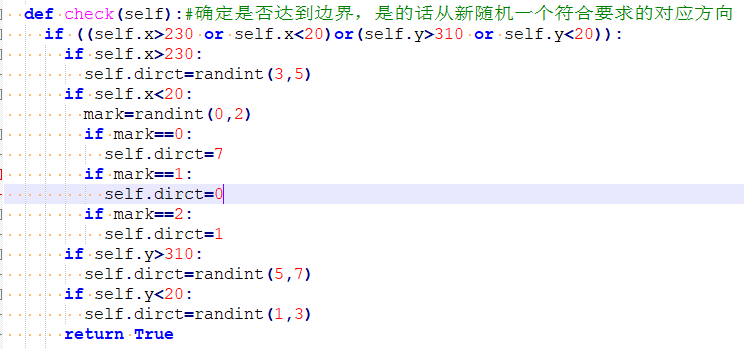 def check(self):#确定是否达到边界，是的话从新随机一个符合要求的对应方向
if ((self.x>230 or self.x<20)or(self.y>310 or self.y<20)):
if self.x>230:
self.dirct=randint(3,5)
if self.x<20:
mark=randint(0,2)
if mark==0:
self.dirct=7
if mark==1:
self.dirct=0
if mark==2:
self.dirct=1
if self.y>310:
self.dirct=randint(5,7)
if self.y<20:
self.dirct=randint(1,3)
return True